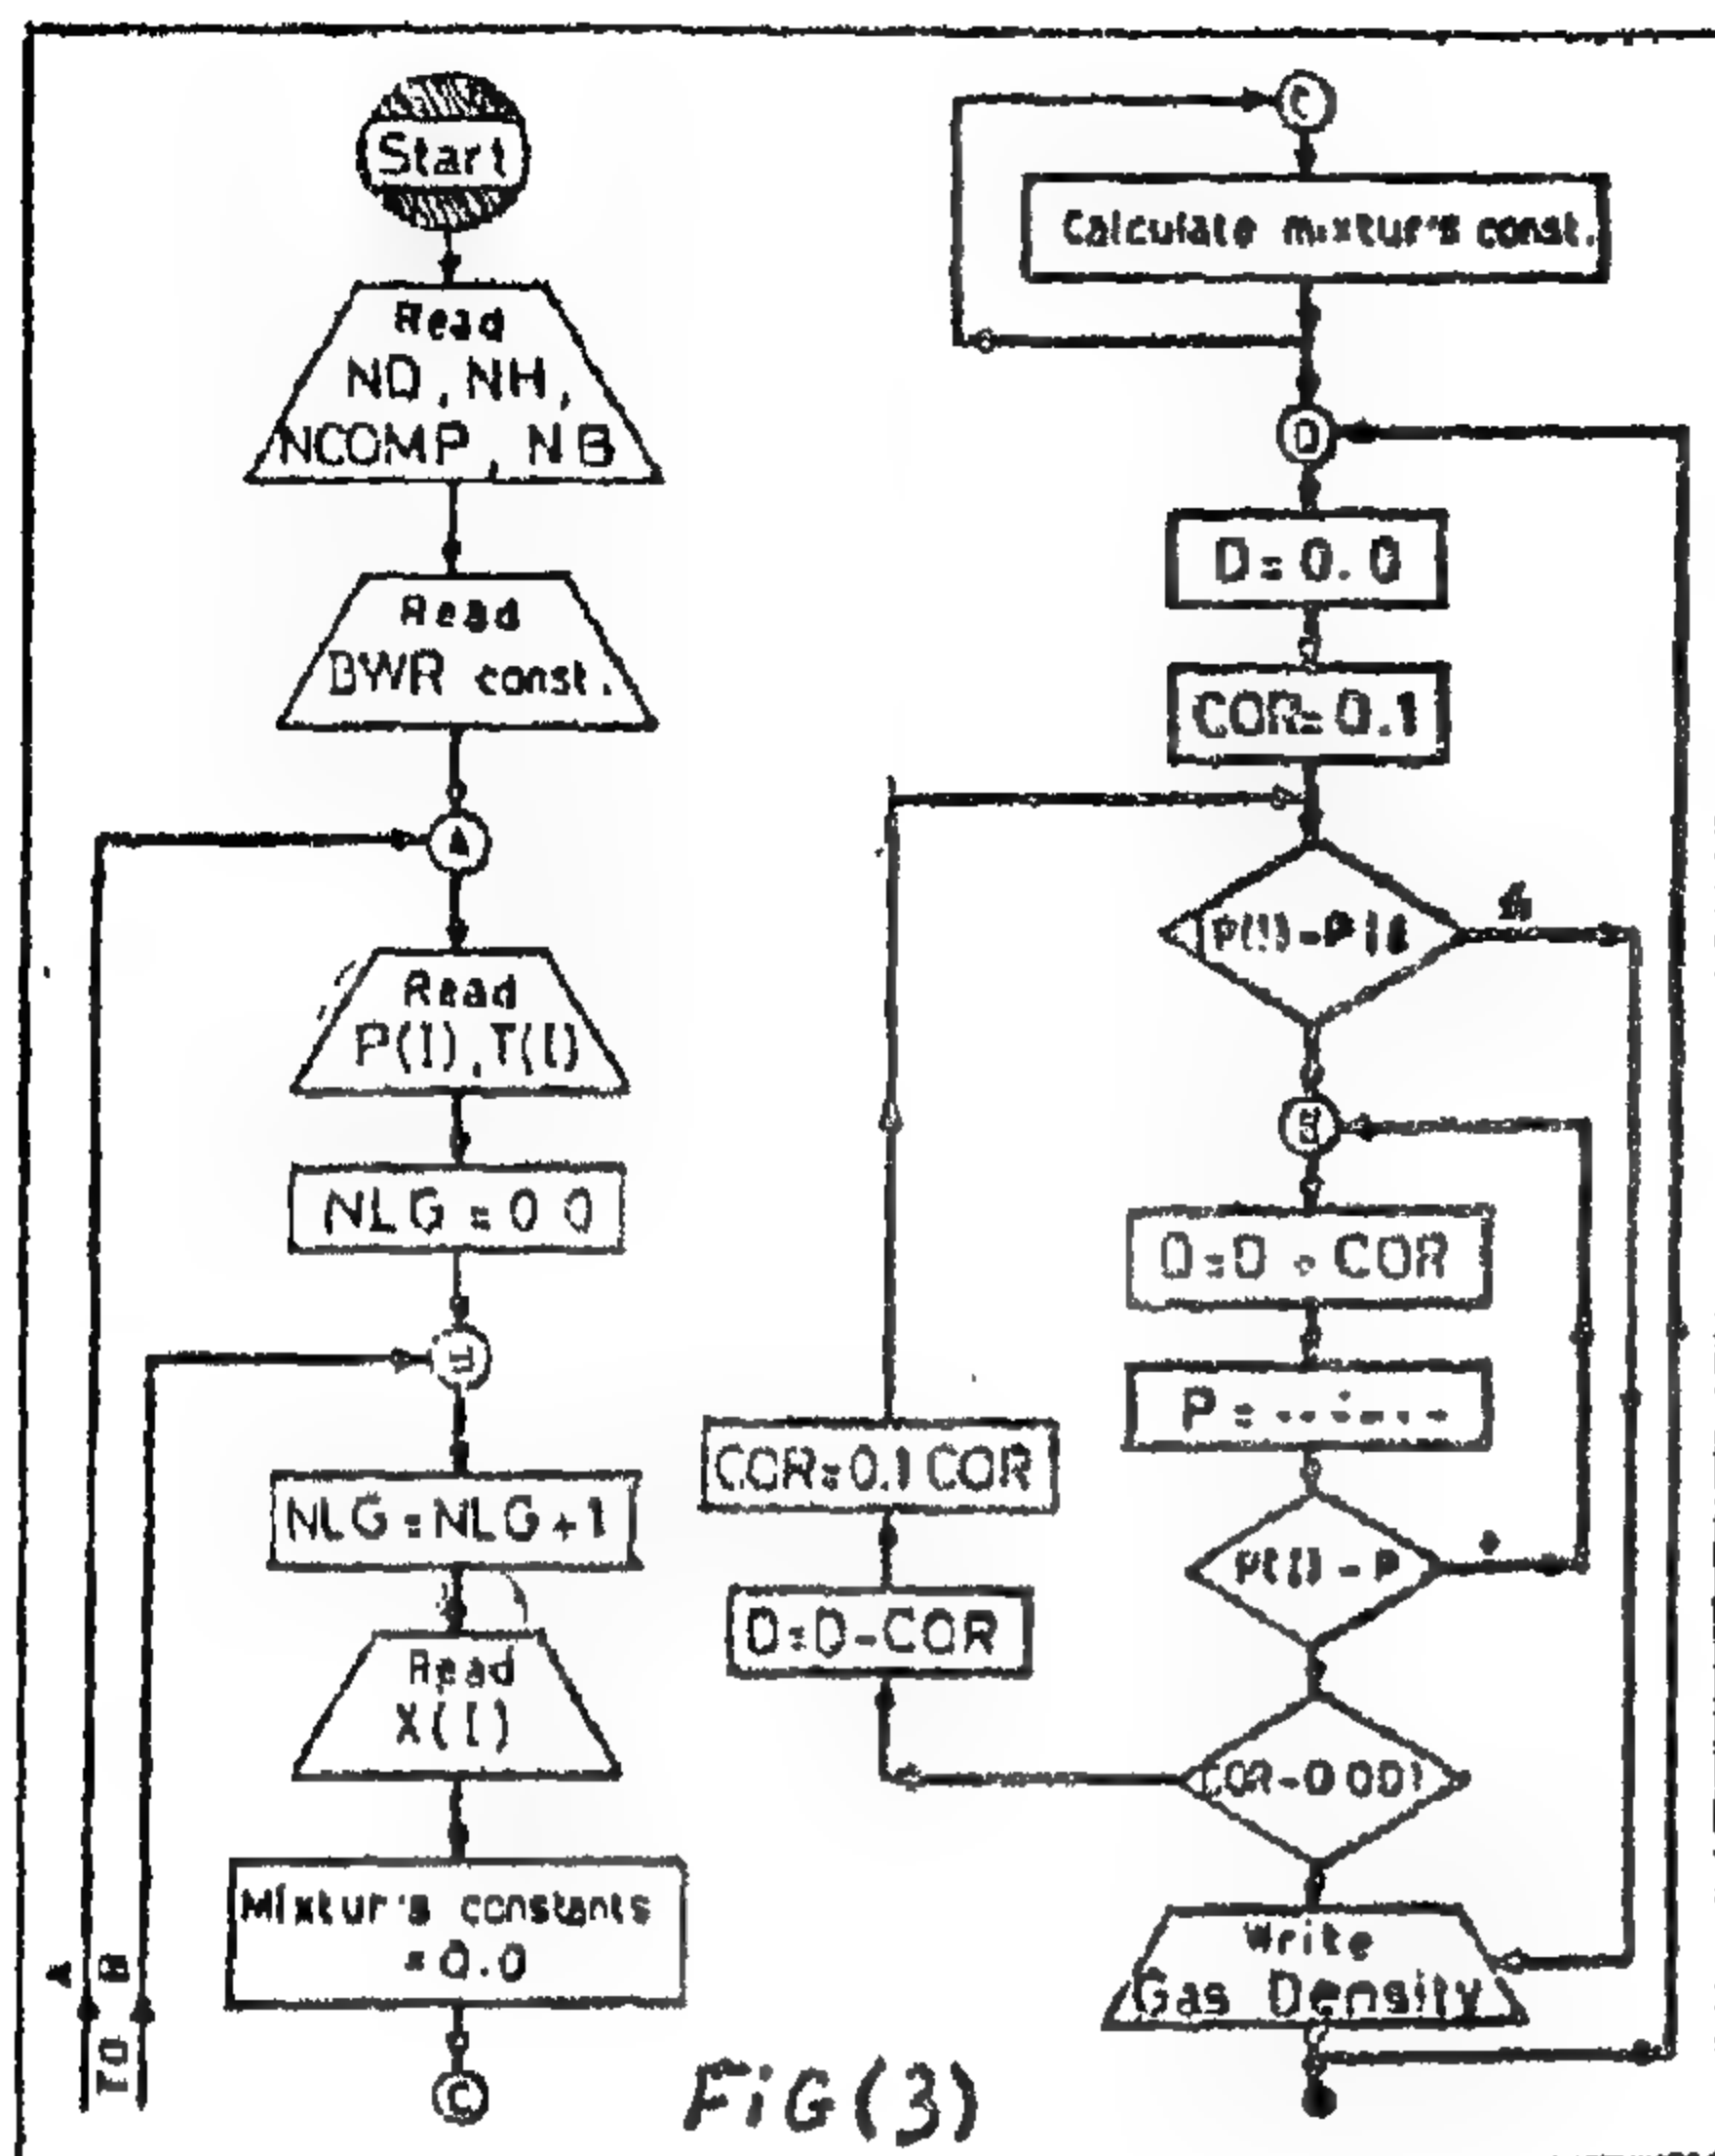 Start
Read
ND, NH,
NCOMP, NB
Read
BWR const.
A
Read
P(I), T(I)
NLG = 0 0
NLG = NLG + 1
Read
X(I)
Mixtur's constants
= 0.0
C
A
B
TO
C
Calculate mixtur's const.
D
D = 0.0
COR = 0.1
E
COR
P =
P(I) - P
COR = 0.1 COR
D = D - COR
Write
Gas Density
FiG(3)